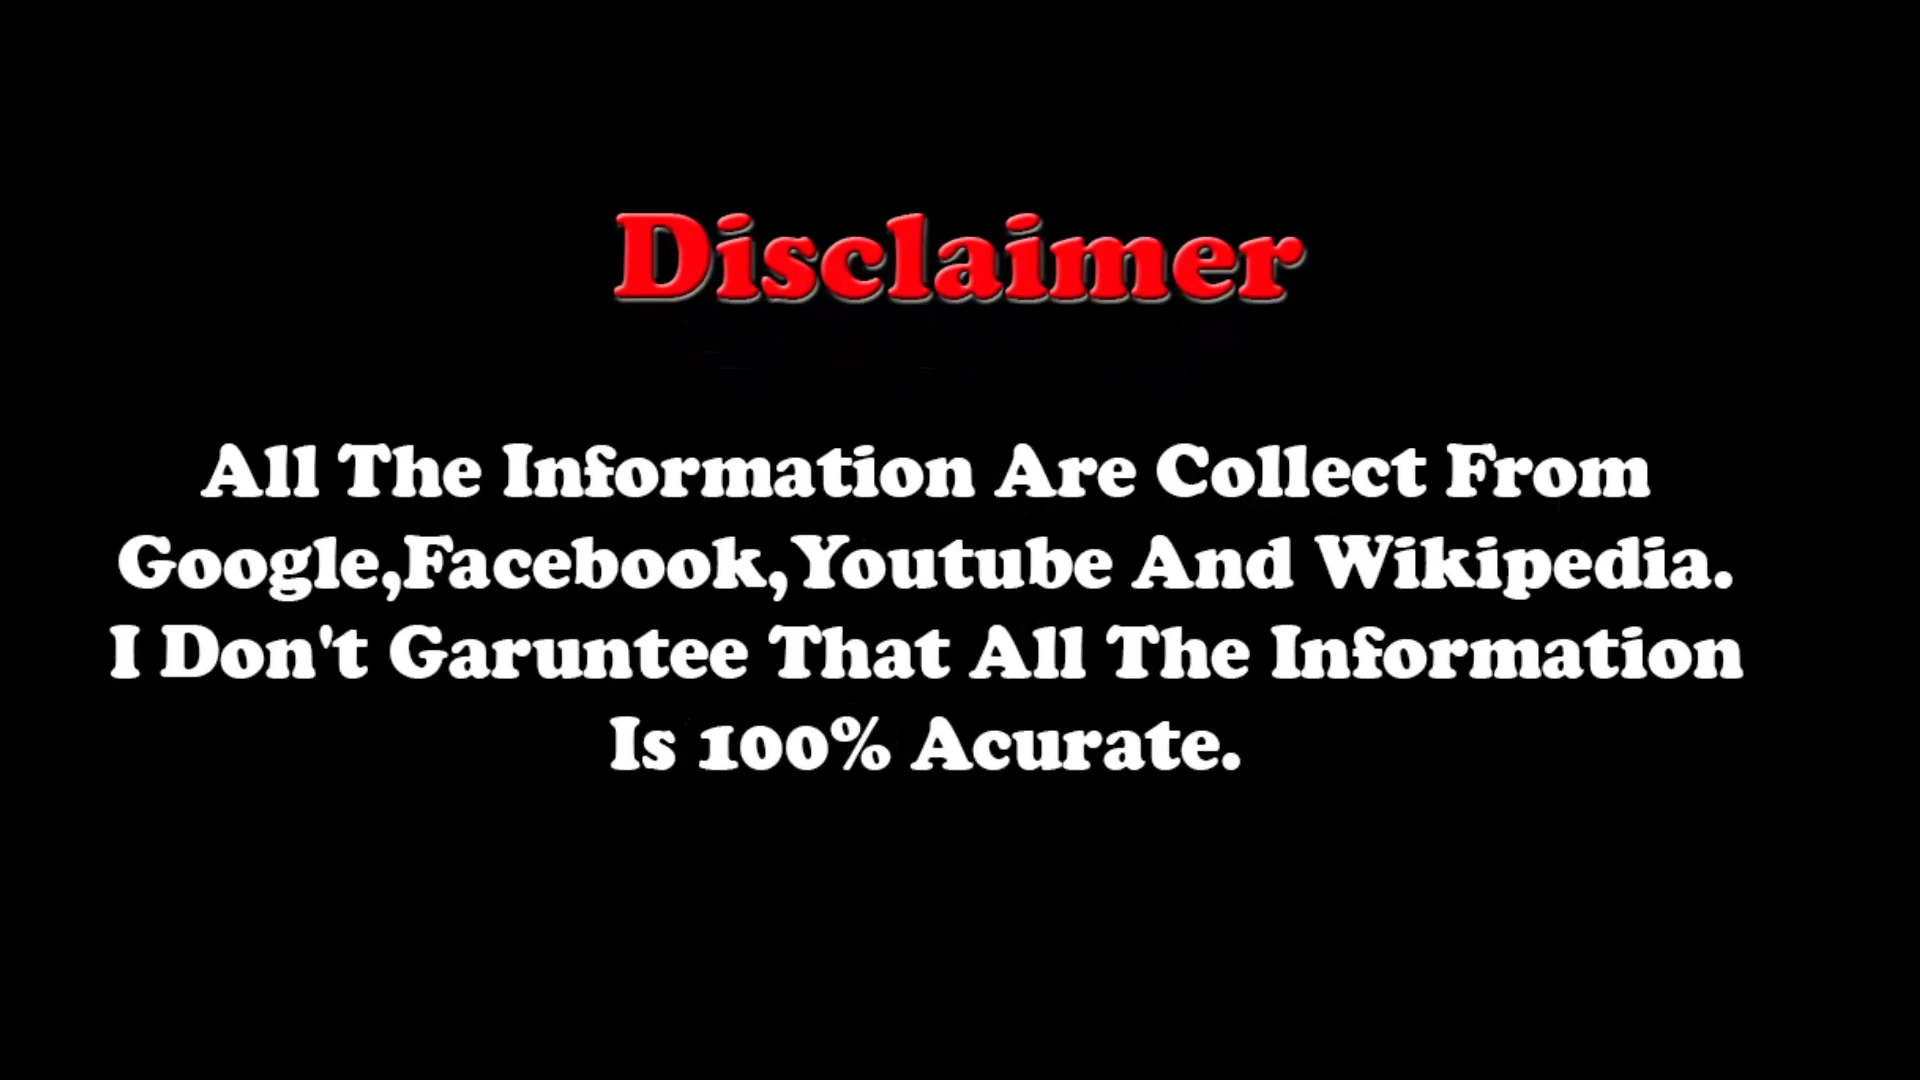 Disclaimer
All The Information Are Collect From
Google,Facebook,Youtube And Wikipedia.
I Don't Garuntee That All The Information
Is 100% Acurate.